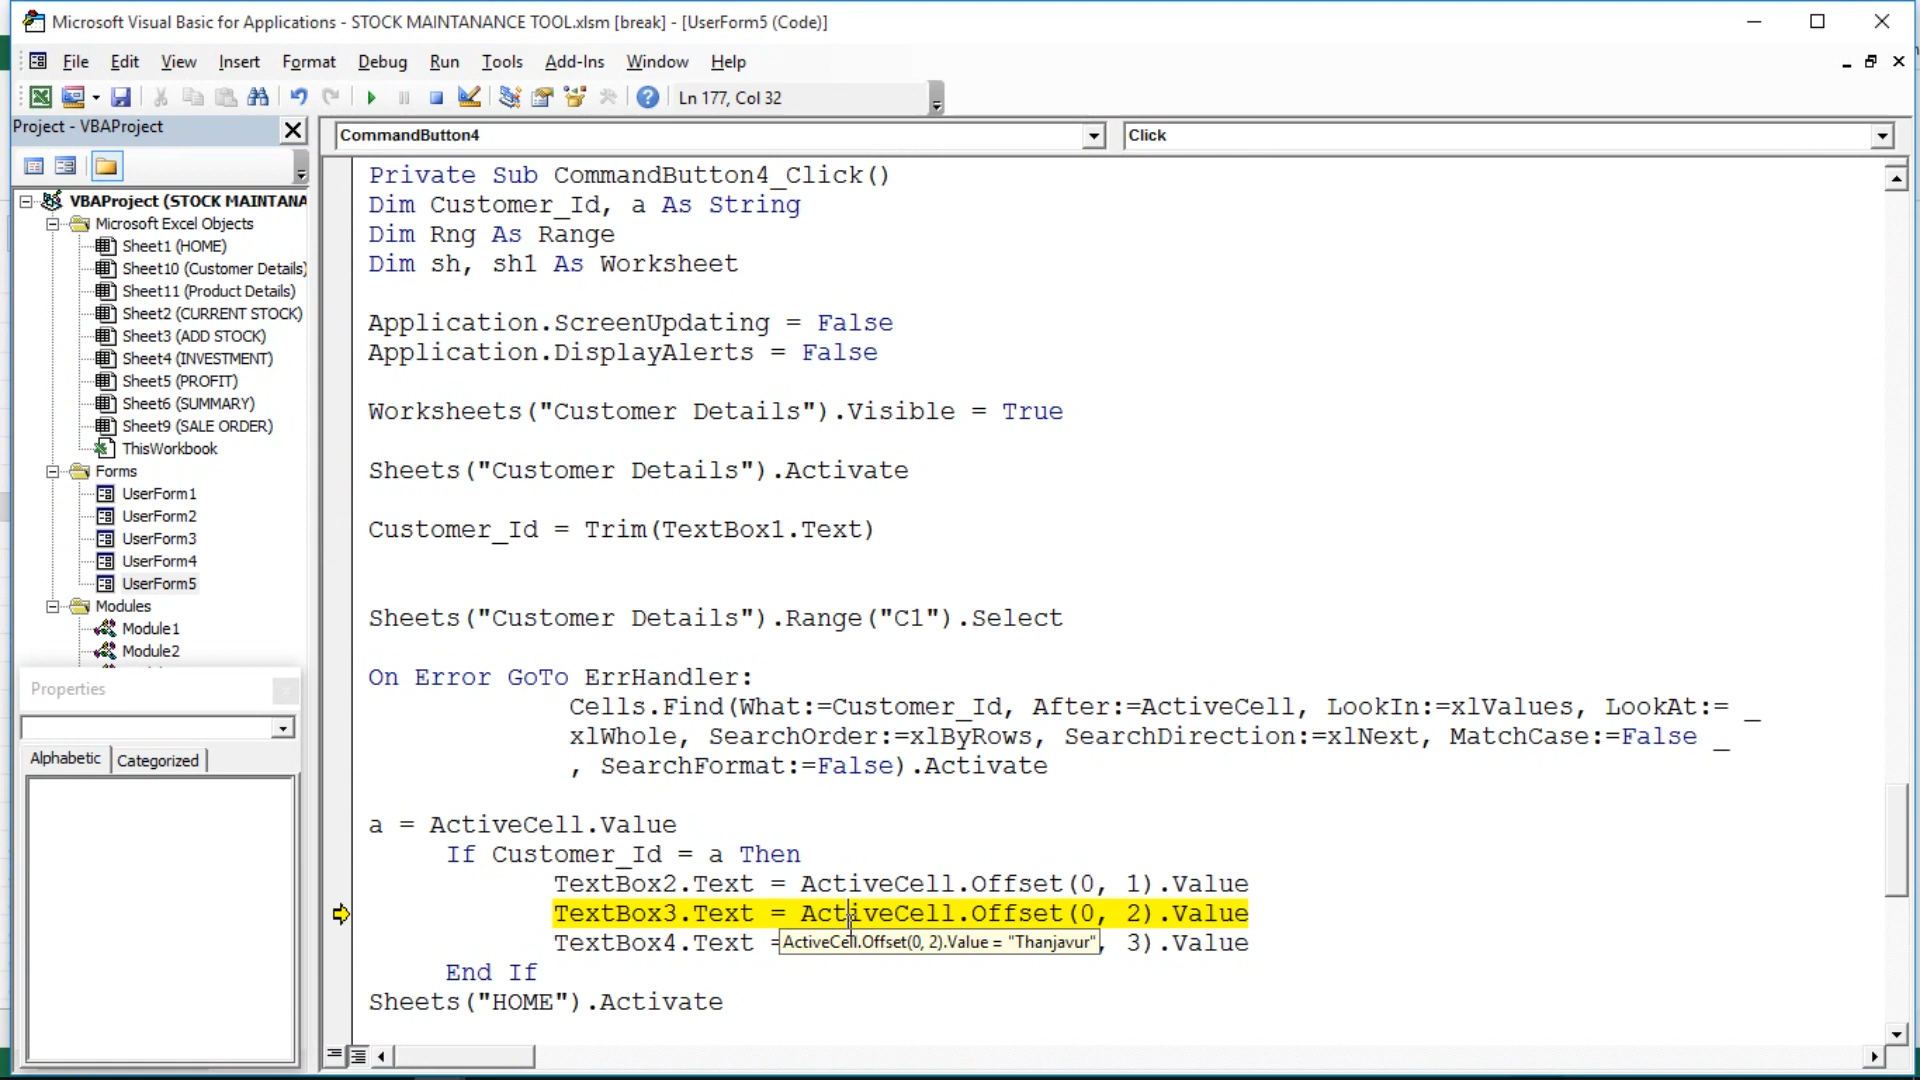 Microsoft Visual Basic for Applications - STOCK MAINTANANCE TOOL.xlsm [break] - [UserForm5 (Code)]
File Edit View Insert Format Debug Run Tools Add-Ins Window Help
Ln 177, Col 32
Project - VBAProject
VBAProject (STOCK MAINTANA
Microsoft Excel Objects
Sheet1 (HOME)
Sheet10 (Customer Details)
Sheet11 (Product Details)
Sheet2 (CURRENT STOCK)
Sheet3 (ADD STOCK)
Sheet4 (INVESTMENT)
Sheet5 (PROFIT)
Sheet6 (SUMMARY)
Sheet9 (SALE ORDER)
ThisWorkbook
Forms
UserForm1
UserForm2
UserForm3
UserForm4
UserForm5
Modules
Module1
Module2
Properties
Alphabetic Categorized
CommandButton4 Click
Private Sub CommandButton4_Click()
Dim Customer_Id, a As String
Dim Rng As Range
Dim sh, sh1 As Worksheet
Application.ScreenUpdating = False
Application.DisplayAlerts = False
Worksheets("Customer Details").Visible = True
Sheets("Customer Details").Activate
Customer_Id = Trim(TextBox1.Text)
Sheets("Customer Details").Range("C1").Select
On Error GoTo ErrHandler:
Cells.Find(What:=Customer_Id, After:=ActiveCell, LookIn:=xlValues, LookAt:= _
xlWhole, SearchOrder:=xlByRows, SearchDirection:=xlNext, MatchCase:=False _
, SearchFormat:=False).Activate
a = ActiveCell.Value
If Customer_Id = a Then
TextBox2.Text = ActiveCell.Offset(0, 1).Value
TextBox3.Text = ActiveCell.Offset(0, 2).Value
TextBox4.Text = ActiveCell.Offset(0, 2).Value = "Thanjavur" , 3).Value
End If
Sheets("HOME").Activate